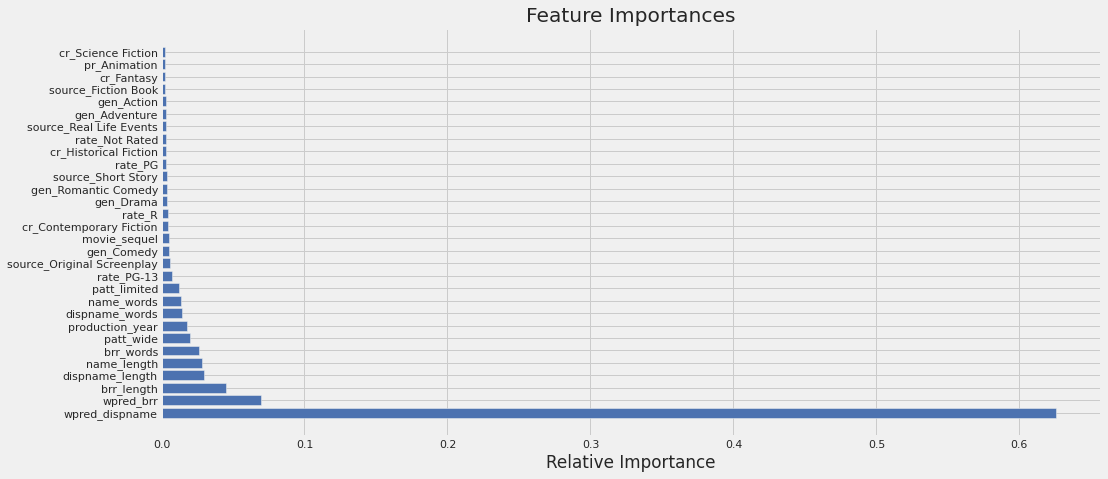 Feature Importances
cr_Science Fiction
pr_Animation
cr_Fantasy
source_Fiction Book
gen_Action
gen_Adventure
source_Real Life Events
rate_Not Rated
cr_Historical Fiction
rate_PG
source_Short Story
gen_Romantic Comedy
gen_Drama
rate_R
cr_Contemporary Fiction
movie_sequel
gen_Comedy
source_Original Screenplay
rate_PG-13
patt_limited
name_words
dispname_words
production_year
patt_wide
brr_words
name_length
dispname_length
brr_length
wpred_brr
wpred_dispname
0.0 0.1 0.2 0.3 0.4 0.5 0.6
Relative Importance